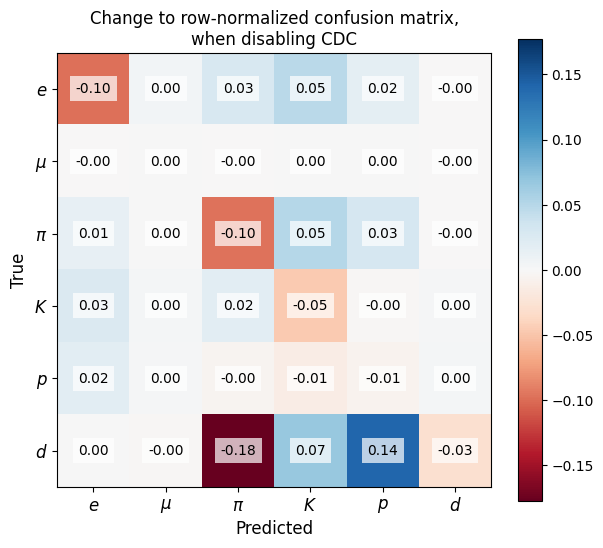 Change to row-normalized confusion matrix,
when disabling CDC
e -0.10 0.00 0.03 0.05 0.02 -0.00
μ -0.00 0.00 -0.00 0.00 0.00 -0.00
π 0.01 0.00 -0.10 0.05 0.03 -0.00
K 0.03 0.00 0.02 -0.05 -0.00 0.00
p 0.02 0.00 -0.00 -0.01 -0.01 0.00
d 0.00 -0.00 -0.18 0.07 0.14 -0.03
e μ π K p d
Predicted
True
0.15
0.10
0.05
0.00
−0.05
−0.10
−0.15